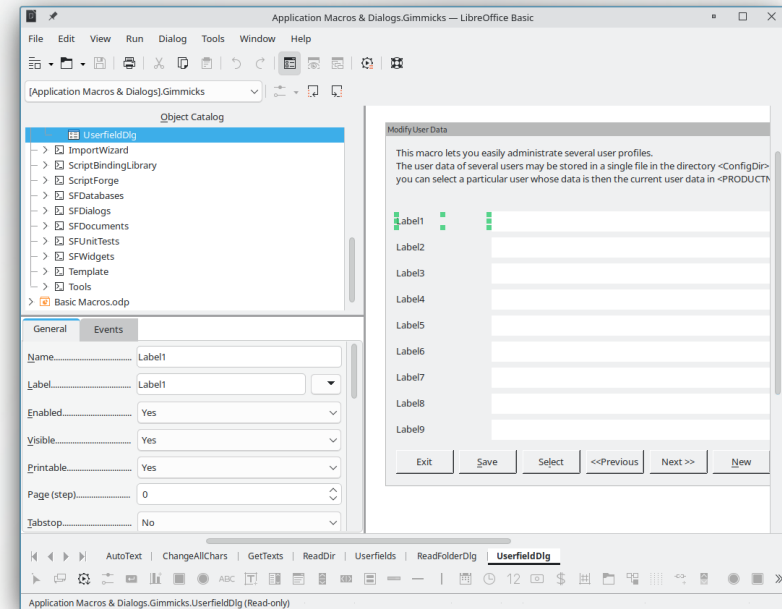 Application Macros & Dialogs.Gimmicks — LibreOffice Basic
File Edit View Run Dialog Tools Window Help
[Application Macros & Dialogs].Gimmicks
Object Catalog
UserfieldDlg
ImportWizard
ScriptBindingLibrary
ScriptForge
SFDatabases
SFDialogs
SFDocuments
SFUnitTests
SFWidgets
Template
Tools
Basic Macros.odp
General Events
Name Label1
Label Label1
Enabled Yes
Visible Yes
Printable Yes
Page (step) 0
Tabstop No
Modify User Data
This macro lets you easily administrate several user profiles.
The user data of several users may be stored in a single file in the directory <ConfigDir>
you can select a particular user whose data is then the current user data in <PRODUCTN
Label1
Label2
Label3
Label4
Label5
Label6
Label7
Label8
Label9
Exit Save Select <<Previous Next >> New
AutoText | ChangeAllChars | GetTexts | ReadDir | Userfields | ReadFolderDlg | UserfieldDlg
ABC 12 $
Application Macros & Dialogs.Gimmicks.UserfieldDlg (Read-only)